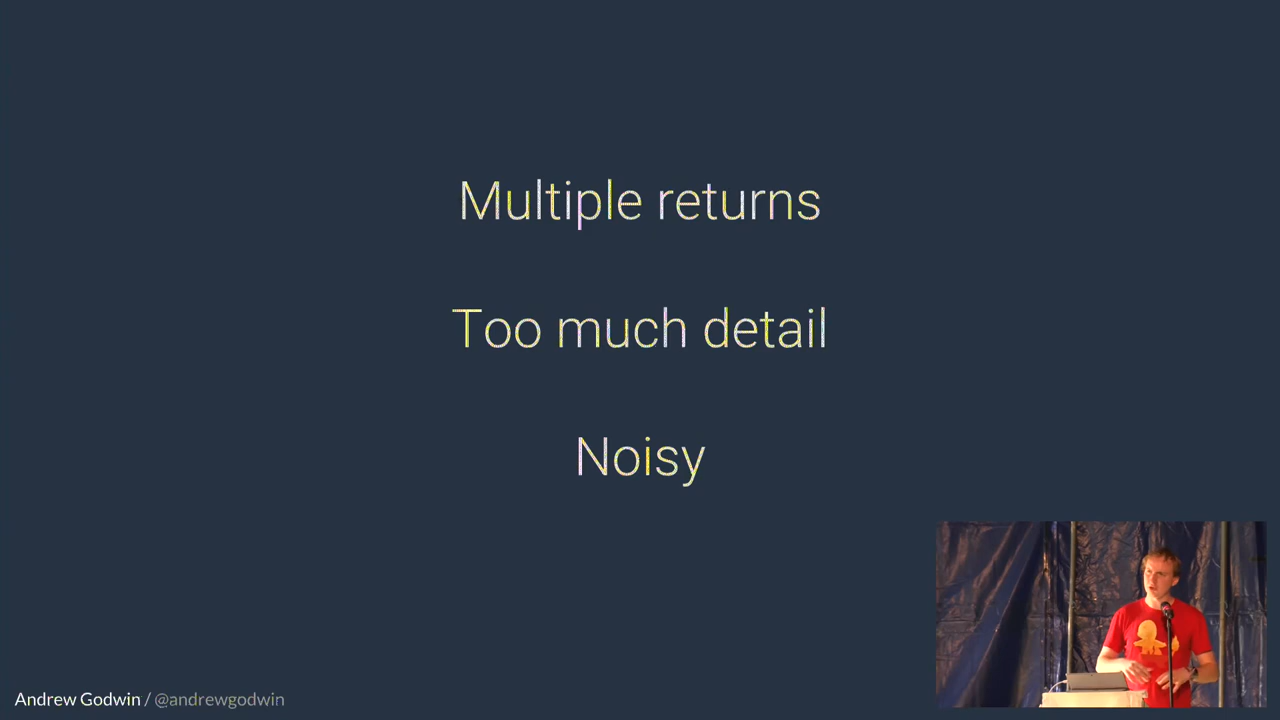 Multiple returns
Too much detail
Noisy
Andrew Godwin / @andrewgodwin